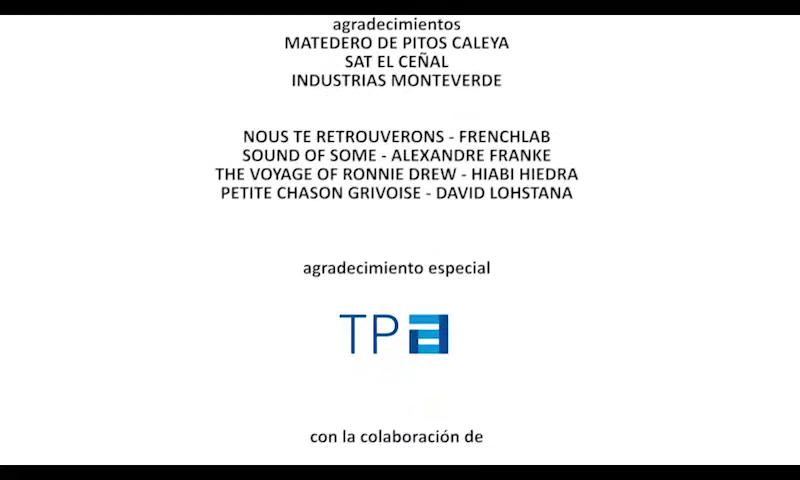 agradecimientos
MATEDERO DE PITOS CALEYA
SAT EL CEÑAL
INDUSTRIAS MONTEVERDE
NOUS TE RETROUVERONS - FRENCHLAB
SOUND OF SOME - ALEXANDRE FRANKE
THE VOYAGE OF RONNIE DREW - HIABI HIEDRA
PETITE CHASON GRIVOISE - DAVID LOHSTANA
agradecimiento especial
TPA
con la colaboración de